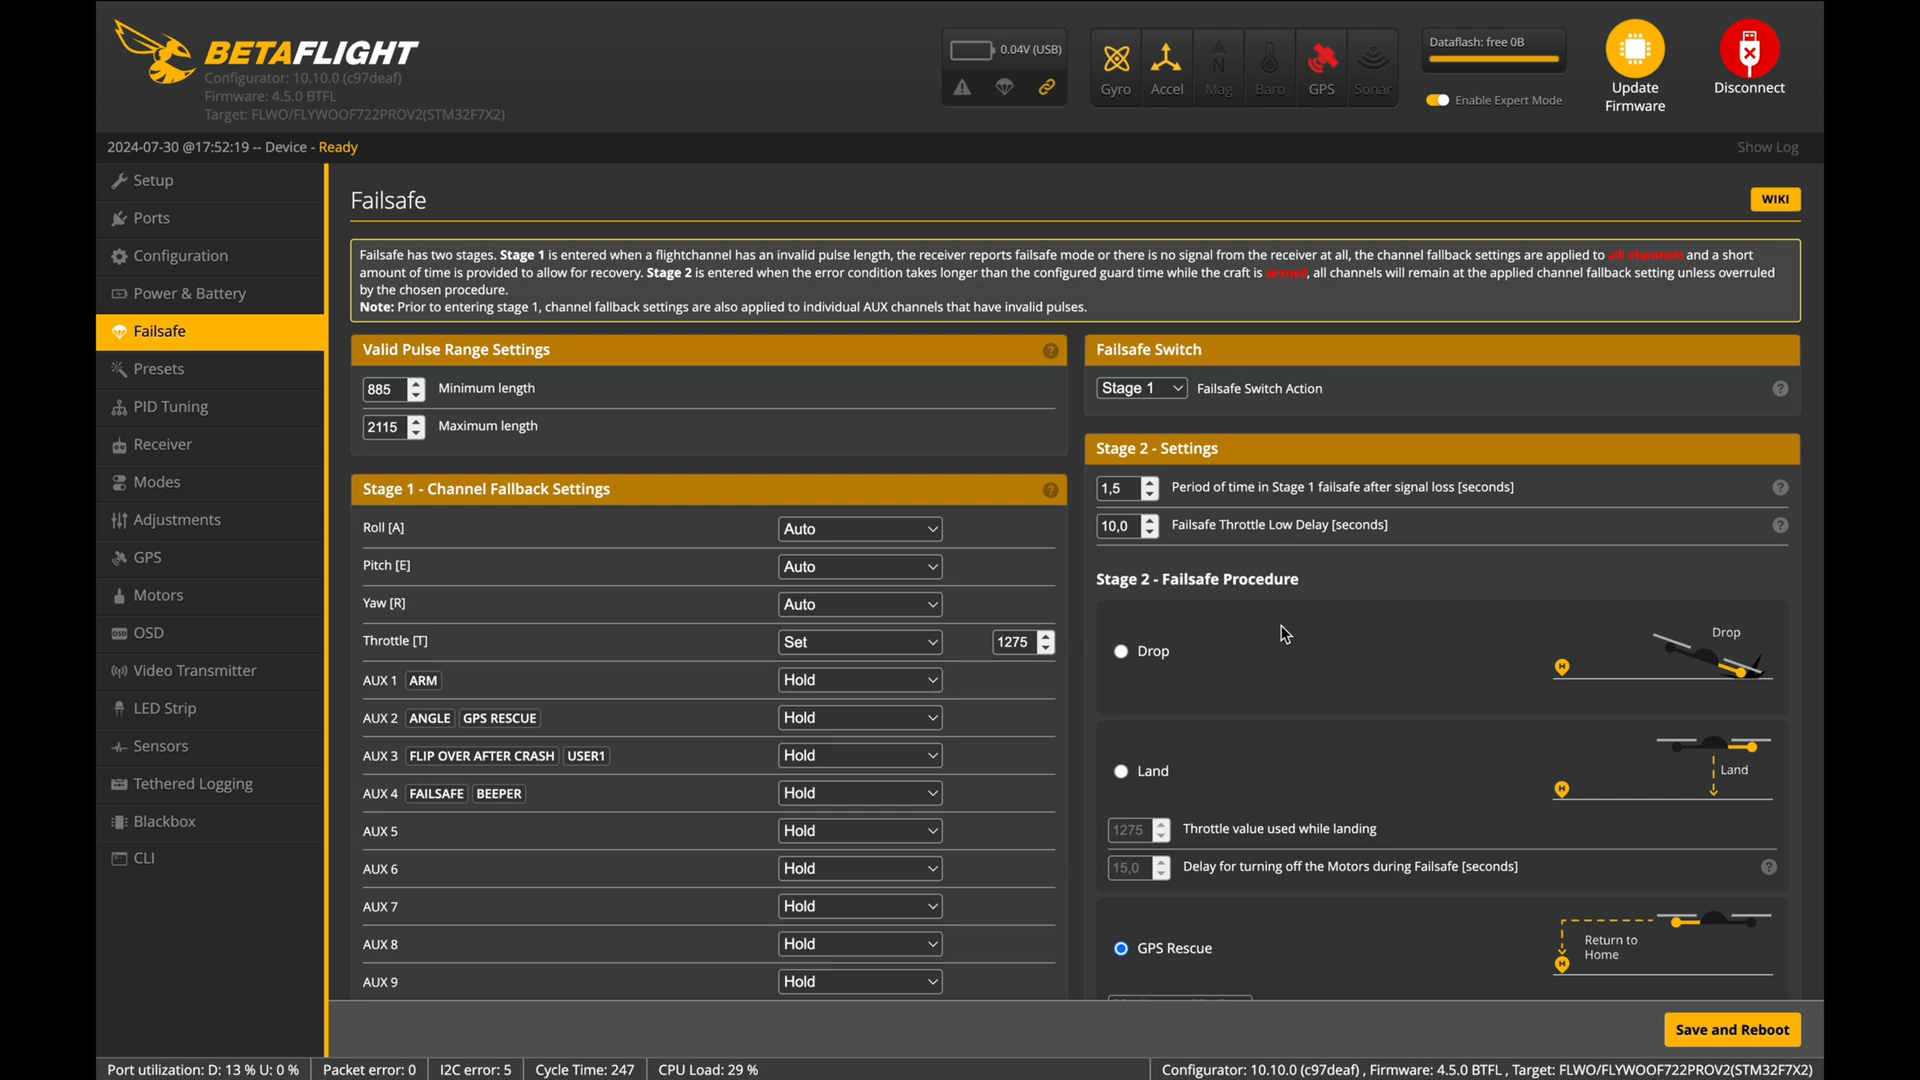 BETAFLIGHT
Configurator: 10.10.0 (c97deaf)
Firmware: 4.5.0 BTFL
Target: FLWO/FLYWOOF722PROV2(STM32F7X2)
0.04V (USB)
Gyro
Accel
Mag
Baro
GPS
Sonar
Dataflash: free 0B
Enable Expert Mode
Update
Firmware
Disconnect
2024-07-30 @17:52:19 -- Device - Ready
Show Log
Setup
Ports
Configuration
Power & Battery
Failsafe
Presets
PID Tuning
Receiver
Modes
Adjustments
GPS
Motors
OSD
Video Transmitter
LED Strip
Sensors
Tethered Logging
Blackbox
CLI
Failsafe
WIKI
Failsafe has two stages. Stage 1 is entered when a flightchannel has an invalid pulse length, the receiver reports failsafe mode or there is no signal from the receiver at all, the channel fallback settings are applied to all channels and a short
amount of time is provided to allow for recovery. Stage 2 is entered when the error condition takes longer than the configured guard time while the craft is armed, all channels will remain at the applied channel fallback setting unless overruled
by the chosen procedure.
Note: Prior to entering stage 1, channel fallback settings are also applied to individual AUX channels that have invalid pulses.
Valid Pulse Range Settings
885 Minimum length
2115 Maximum length
Stage 1 - Channel Fallback Settings
Roll [A] Auto
Pitch [E] Auto
Yaw [R] Auto
Throttle [T] Set 1275
AUX 1 ARM Hold
AUX 2 ANGLE GPS RESCUE Hold
AUX 3 FLIP OVER AFTER CRASH USER1 Hold
AUX 4 FAILSAFE BEEPER Hold
AUX 5 Hold
AUX 6 Hold
AUX 7 Hold
AUX 8 Hold
AUX 9 Hold
Failsafe Switch
Stage 1 Failsafe Switch Action
Stage 2 - Settings
1,5 Period of time in Stage 1 failsafe after signal loss [seconds]
10,0 Failsafe Throttle Low Delay [seconds]
Stage 2 - Failsafe Procedure
Drop
Drop
H
Land
Land
H
1275 Throttle value used while landing
15,0 Delay for turning off the Motors during Failsafe [seconds]
GPS Rescue
Return to
Home
H
Save and Reboot
Port utilization: D: 13 % U: 0 %
Packet error: 0
I2C error: 5
Cycle Time: 247
CPU Load: 29 %
Configurator: 10.10.0 (c97deaf) , Firmware: 4.5.0 BTFL , Target: FLWO/FLYWOOF722PROV2(STM32F7X2)